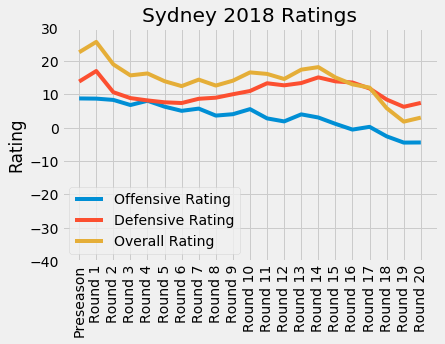 Sydney 2018 Ratings
Rating
30
20
10
0
−10
−20
−30
−40
Offensive Rating
Defensive Rating
Overall Rating
Preseason
Round 1
Round 2
Round 3
Round 4
Round 5
Round 6
Round 7
Round 8
Round 9
Round 10
Round 11
Round 12
Round 13
Round 14
Round 15
Round 16
Round 17
Round 18
Round 19
Round 20